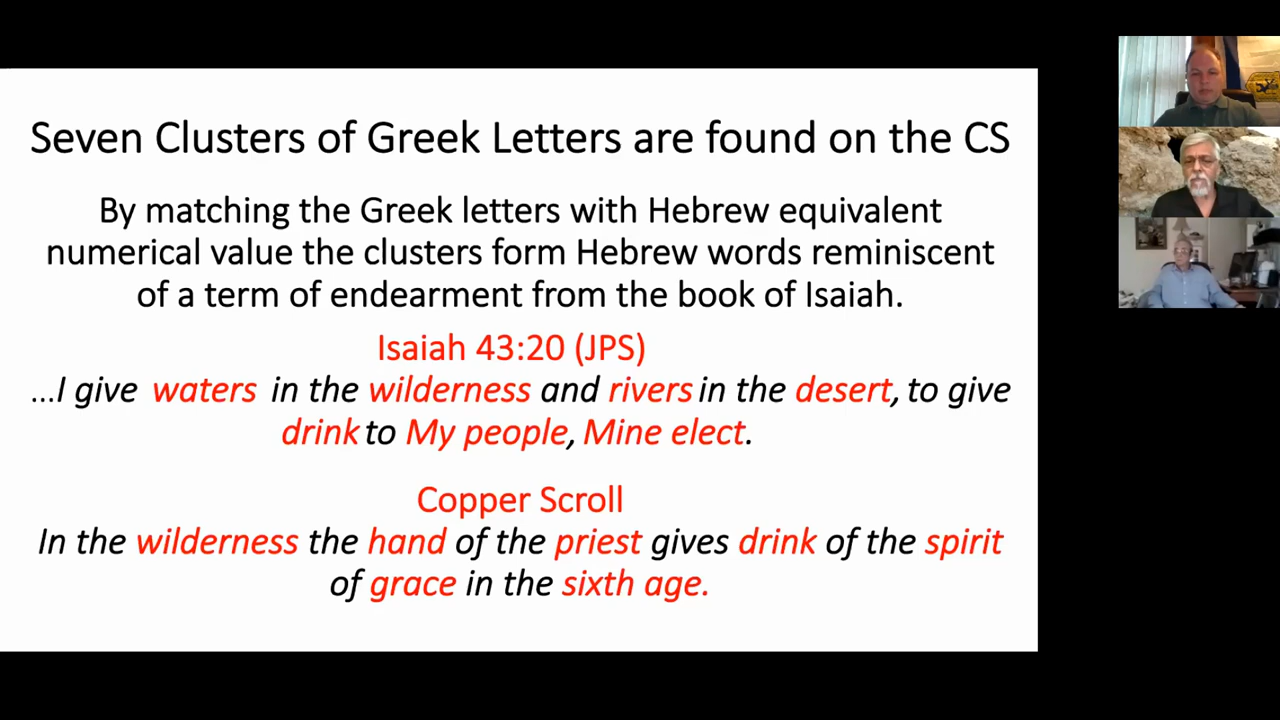 Seven Clusters of Greek Letters are found on the CS
By matching the Greek letters with Hebrew equivalent
numerical value the clusters form Hebrew words reminiscent
of a term of endearment from the book of Isaiah.
Isaiah 43:20 (JPS)
...I give waters in the wilderness and rivers in the desert, to give
drink to My people, Mine elect.
Copper Scroll
In the wilderness the hand of the priest gives drink of the spirit
of grace in the sixth age.